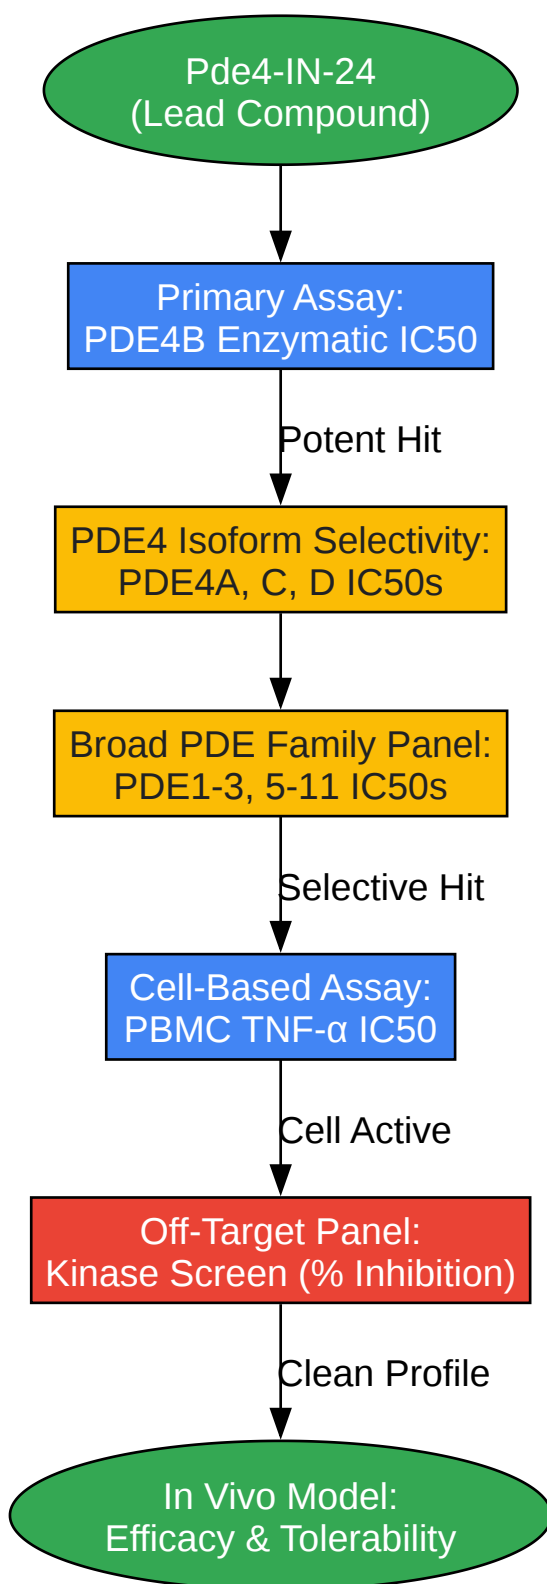 Pde4-IN-24
(Lead Compound)
Primary Assay:
PDE4B Enzymatic IC50
Potent Hit
PDE4 Isoform Selectivity:
PDE4A, C, D IC50s
Broad PDE Family Panel:
PDE1-3, 5-11 IC50s
Selective Hit
Cell-Based Assay:
PBMC TNF-α IC50
Cell Active
Off-Target Panel:
Kinase Screen (% Inhibition)
Clean Profile
In Vivo Model:
Efficacy & Tolerability